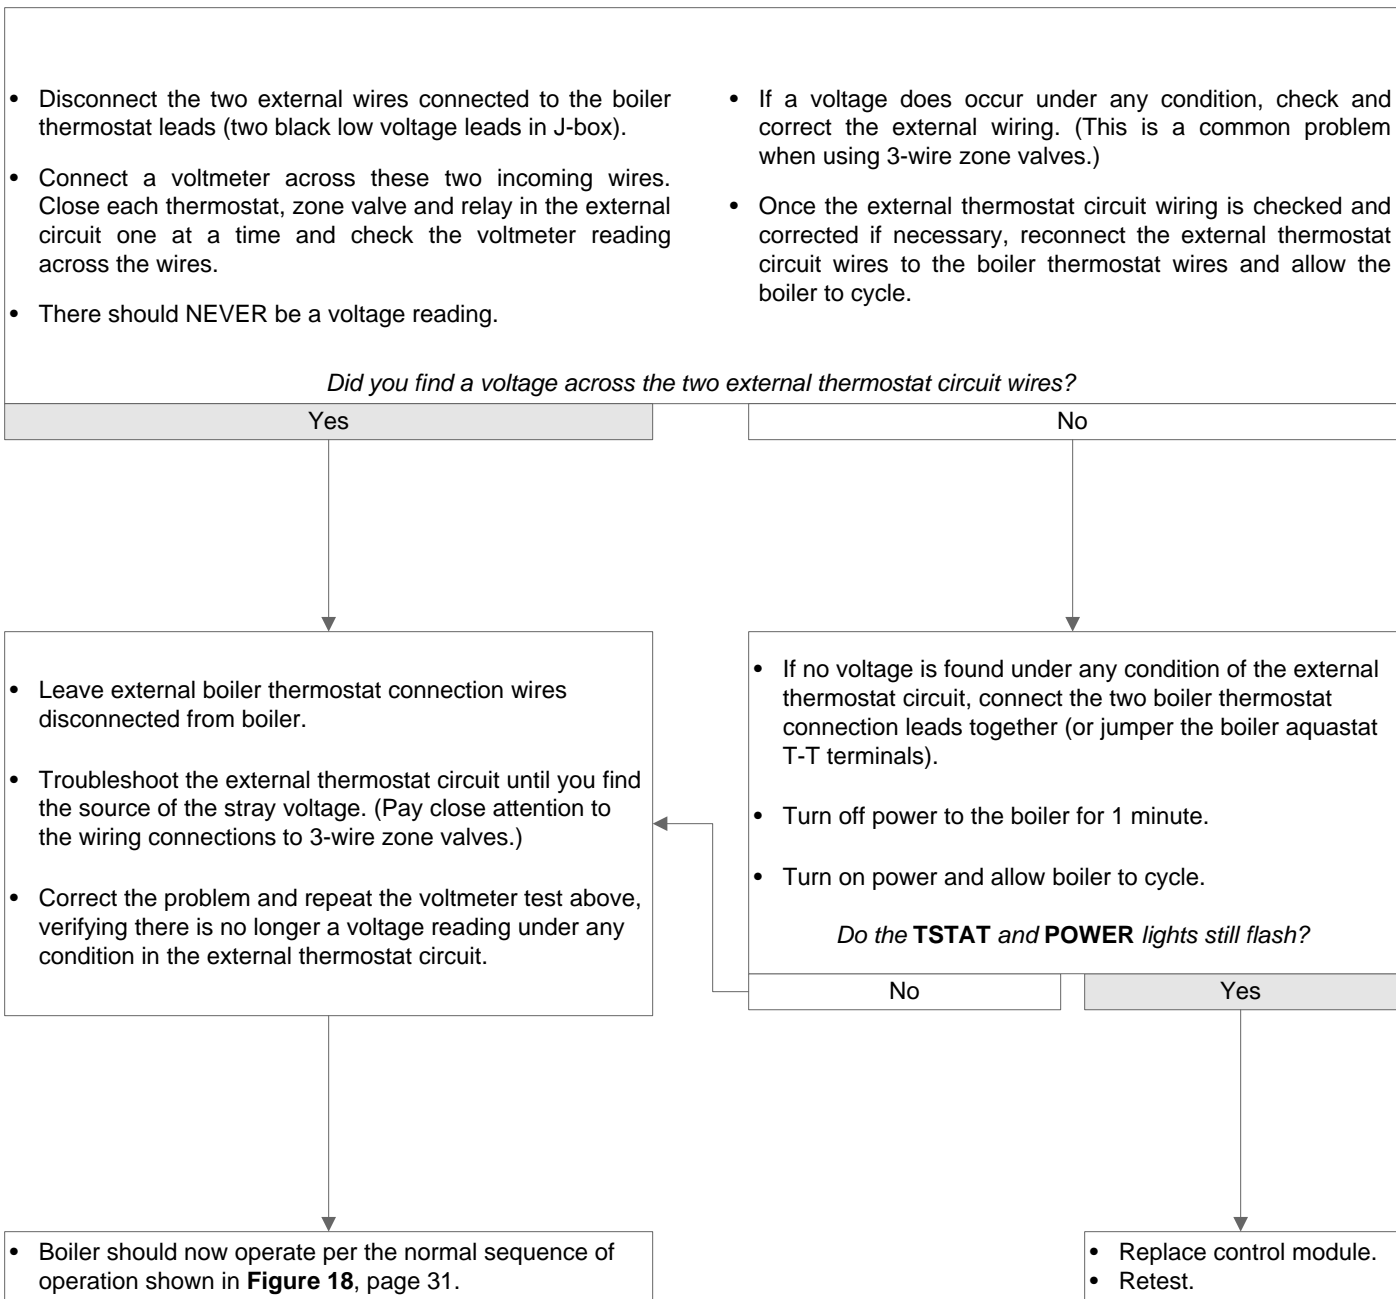 • Disconnect the two external wires connected to the boiler
thermostat leads (two black low voltage leads in J-box).
• Connect a voltmeter across these two incoming wires.
Close each thermostat, zone valve and relay in the external
circuit one at a time and check the voltmeter reading
across the wires.
• There should NEVER be a voltage reading.
• If a voltage does occur under any condition, check and
correct the external wiring. (This is a common problem
when using 3-wire zone valves.)
• Once the external thermostat circuit wiring is checked and
corrected if necessary, reconnect the external thermostat
circuit wires to the boiler thermostat wires and allow the
boiler to cycle.
Did you find a voltage across the two external thermostat circuit wires?
Yes
No
• Leave external boiler thermostat connection wires
disconnected from boiler.
• Troubleshoot the external thermostat circuit until you find
the source of the stray voltage. (Pay close attention to
the wiring connections to 3-wire zone valves.)
• Correct the problem and repeat the voltmeter test above,
verifying there is no longer a voltage reading under any
condition in the external thermostat circuit.
• If no voltage is found under any condition of the external
thermostat circuit, connect the two boiler thermostat
connection leads together (or jumper the boiler aquastat
T-T terminals).
• Turn off power to the boiler for 1 minute.
• Turn on power and allow boiler to cycle.
Do the TSTAT and POWER lights still flash?
No
Yes
• Boiler should now operate per the normal sequence of
operation shown in Figure 18, page 31.
• Replace control module.
• Retest.